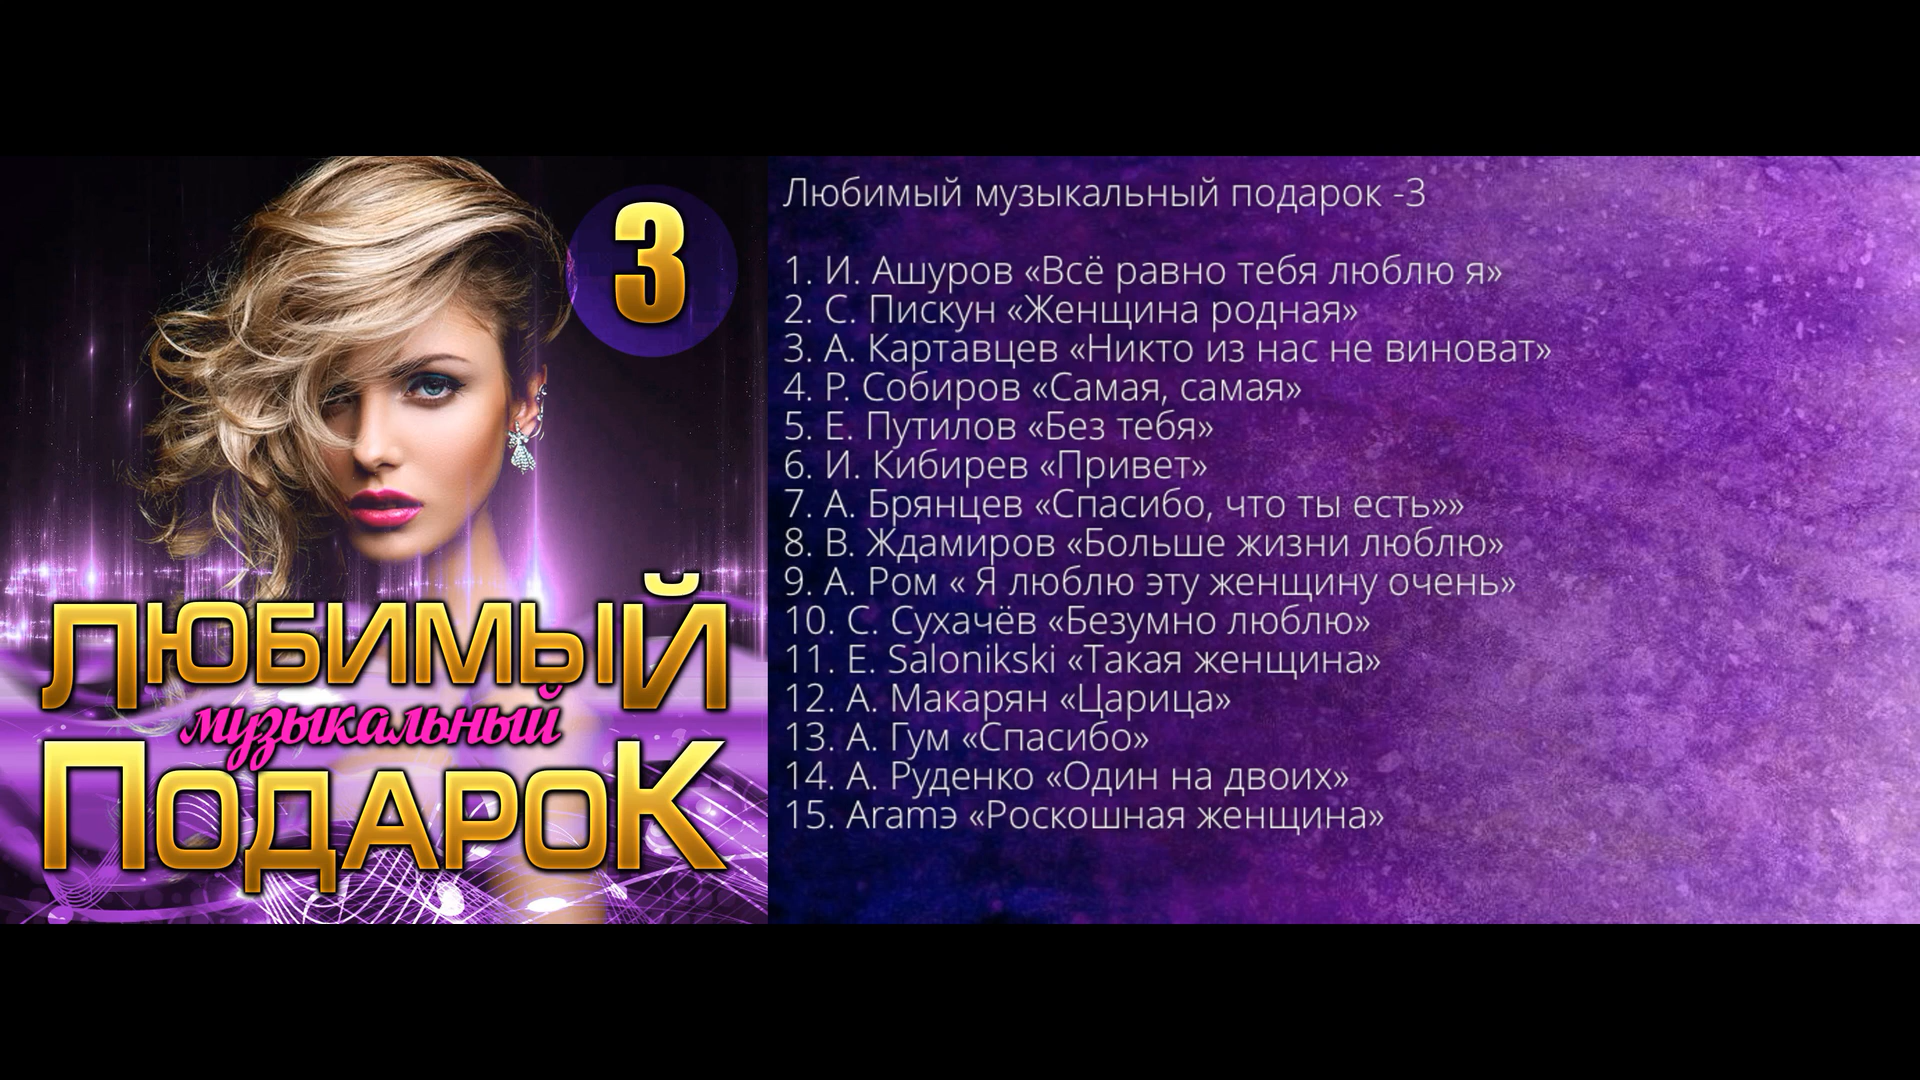 3
ЛЮБИМЫЙ
музыкальный
ПОДАРОК
Любимый музыкальный подарок -3
1. И. Ашуров «Всё равно тебя люблю я»
2. С. Пискун «Женщина родная»
3. А. Картавцев «Никто из нас не виноват»
4. Р. Собиров «Самая, самая»
5. Е. Путилов «Без тебя»
6. И. Кибирев «Привет»
7. А. Брянцев «Спасибо, что ты есть»»
8. В. Ждамиров «Больше жизни люблю»
9. А. Ром « Я люблю эту женщину очень»
10. С. Сухачёв «Безумно люблю»
11. Е. Salonikski «Такая женщина»
12. А. Макарян «Царица»
13. А. Гум «Спасибо»
14. А. Руденко «Один на двоих»
15. Aramэ «Роскошная женщина»